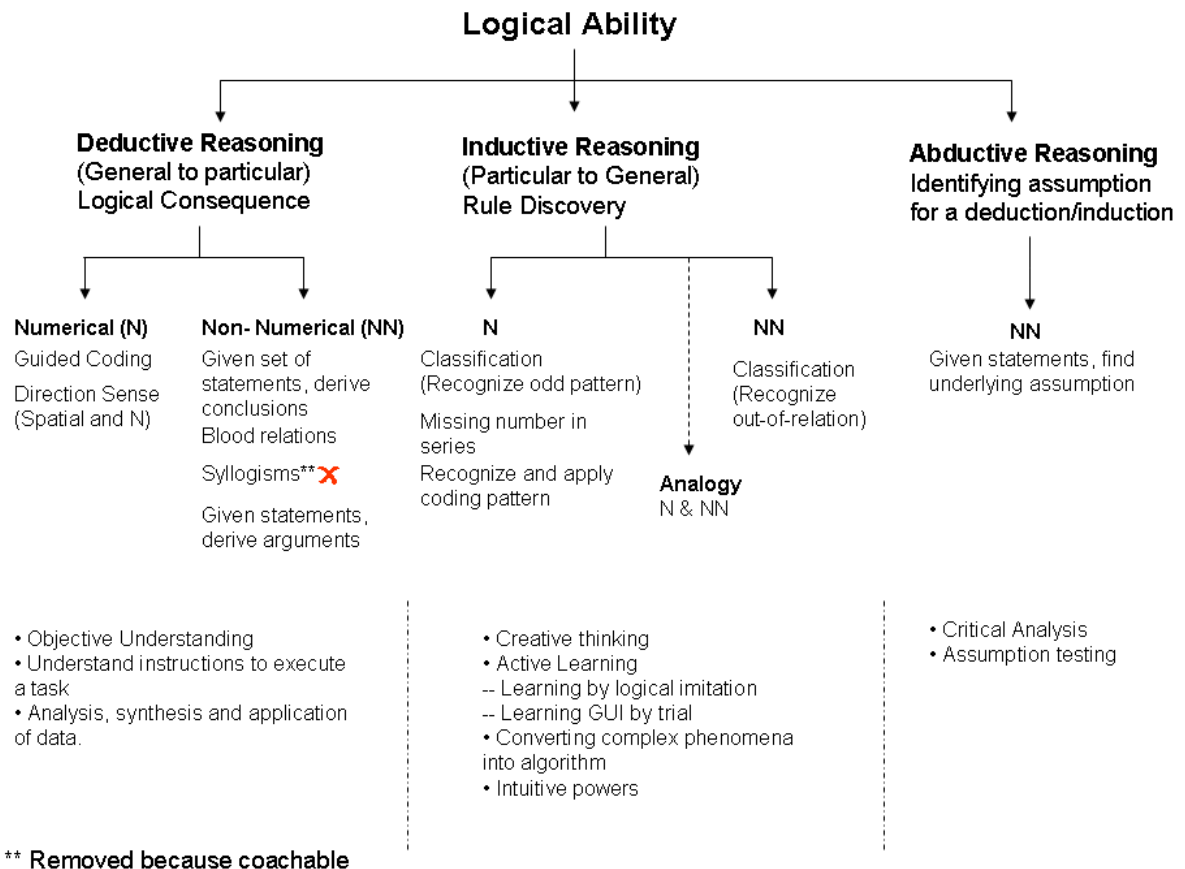 Logical Ability
Deductive Reasoning
(General to particular)
Logical Consequence
Inductive Reasoning
(Particular to General)
Rule Discovery
Abductive Reasoning
Identifying assumption
for a deduction/induction
Numerical (N)
Guided Coding
Direction Sense
(Spatial and N)
Non- Numerical (NN)
Given set of
statements, derive
conclusions
Blood relations
Syllogisms**
Given statements,
derive arguments
N
Classification
(Recognize odd pattern)
Missing number in
series
Recognize and apply
coding pattern
Analogy
N & NN
NN
Classification
(Recognize
out-of-relation)
NN
Given statements, find
underlying assumption
• Objective Understanding
• Understand instructions to execute
a task
• Analysis, synthesis and application
of data.
• Creative thinking
• Active Learning
-- Learning by logical imitation
-- Learning GUI by trial
• Converting complex phenomena
into algorithm
• Intuitive powers
• Critical Analysis
• Assumption testing
** Removed because coachable